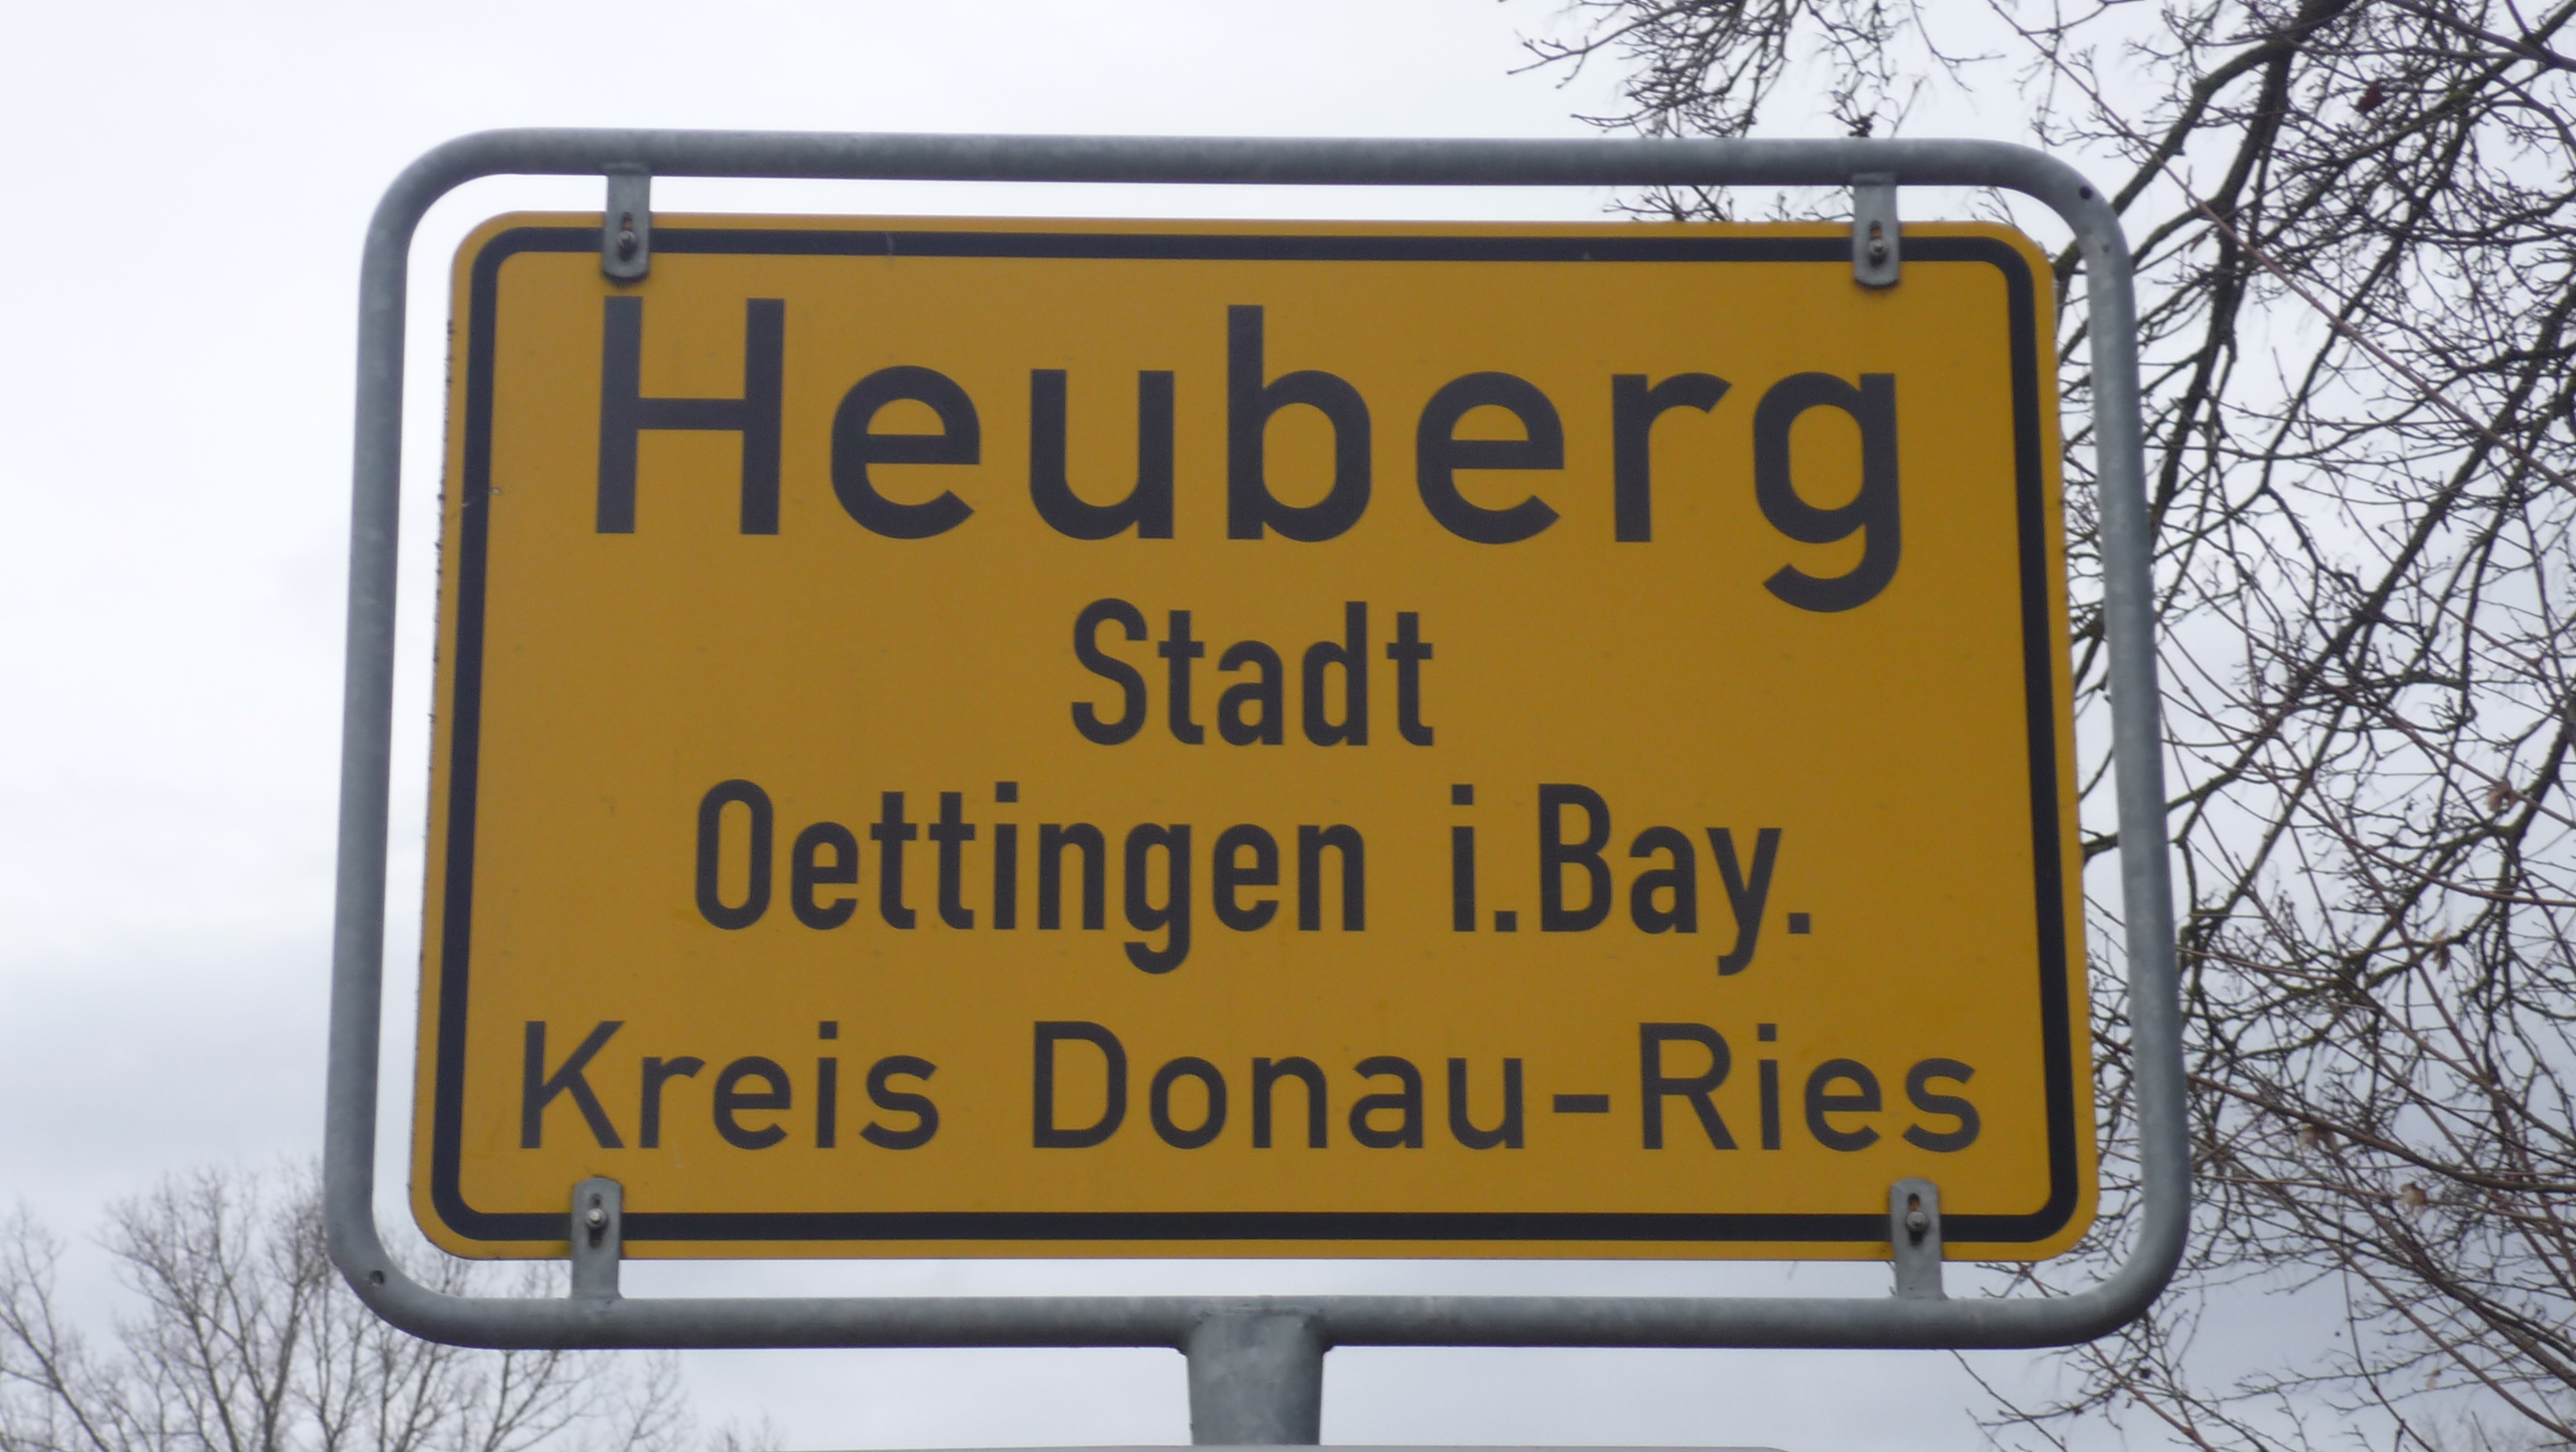 Heuberg
Stadt
Oettingen i.Bay.
Kreis Donau-Ries